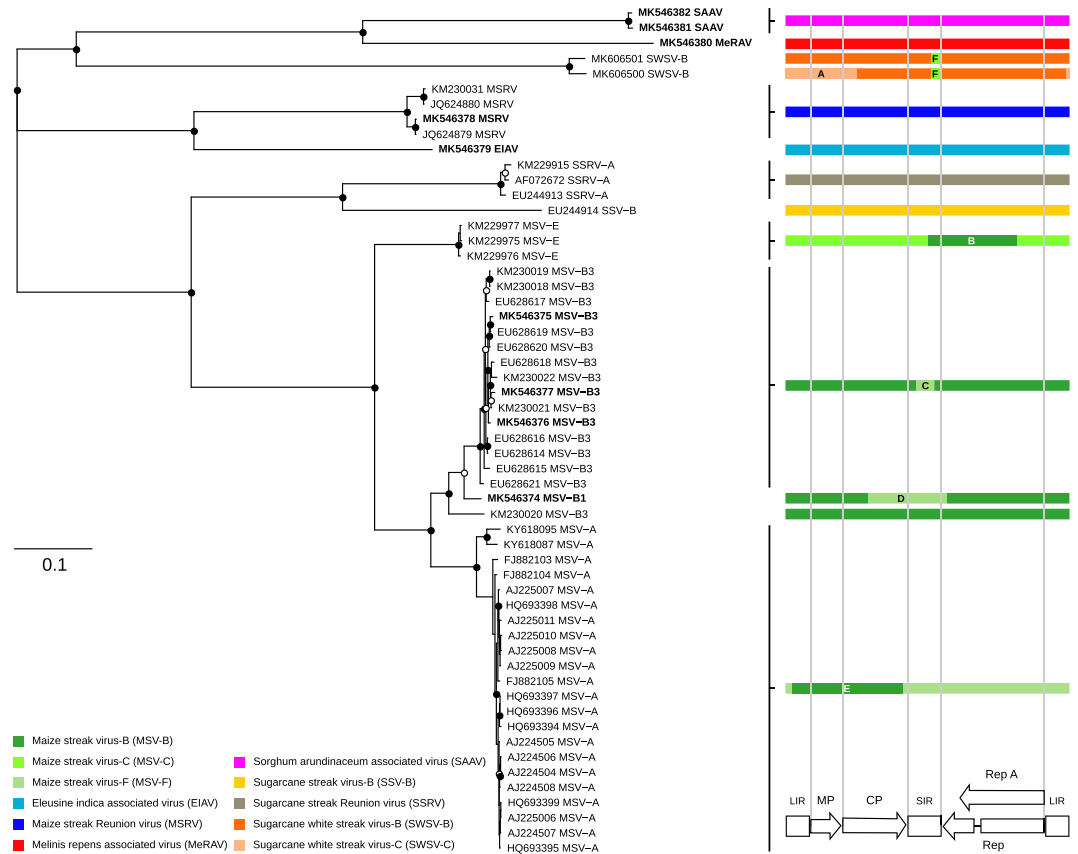 MK546382 SAAV
MK546381 SAAV
MK546380 MeRAV
MK606501 SWSV-B
F
MK606500 SWSV-B
A
F
KM230031 MSRV
JQ624880 MSRV
MK546378 MSRV
JQ624879 MSRV
MK546379 EIAV
KM229915 SSRV−A
AF072672 SSRV−A
EU244913 SSRV−A
EU244914 SSV−B
KM229977 MSV−E
KM229975 MSV−E
B
KM229976 MSV−E
KM230019 MSV−B3
KM230018 MSV−B3
EU628617 MSV−B3
MK546375 MSV−B3
EU628619 MSV−B3
EU628620 MSV−B3
EU628618 MSV−B3
KM230022 MSV−B3
C
MK546377 MSV−B3
KM230021 MSV−B3
MK546376 MSV−B3
EU628616 MSV−B3
EU628614 MSV−B3
EU628615 MSV−B3
EU628621 MSV−B3
MK546374 MSV−B1
D
KM230020 MSV−B3
KY618095 MSV−A
KY618087 MSV−A
FJ882103 MSV−A
FJ882104 MSV−A
AJ225007 MSV−A
HQ693398 MSV−A
AJ225011 MSV−A
AJ225010 MSV−A
AJ225008 MSV−A
AJ225009 MSV−A
FJ882105 MSV−A
E
HQ693397 MSV−A
HQ693396 MSV−A
HQ693394 MSV−A
AJ224505 MSV−A
AJ224506 MSV−A
AJ224504 MSV−A
AJ224508 MSV−A
HQ693399 MSV−A
AJ225006 MSV−A
AJ224507 MSV−A
HQ693395 MSV−A
0.1
Maize streak virus-B (MSV-B)
Maize streak virus-C (MSV-C)
Maize streak virus-F (MSV-F)
Eleusine indica associated virus (EIAV)
Maize streak Reunion virus (MSRV)
Melinis repens associated virus (MeRAV)
Sorghum arundinaceum associated virus (SAAV)
Sugarcane streak virus-B (SSV-B)
Sugarcane streak Reunion virus (SSRV)
Sugarcane white streak virus-B (SWSV-B)
Sugarcane white streak virus-C (SWSV-C)
Rep A
LIR
MP
CP
SIR
LIR
Rep